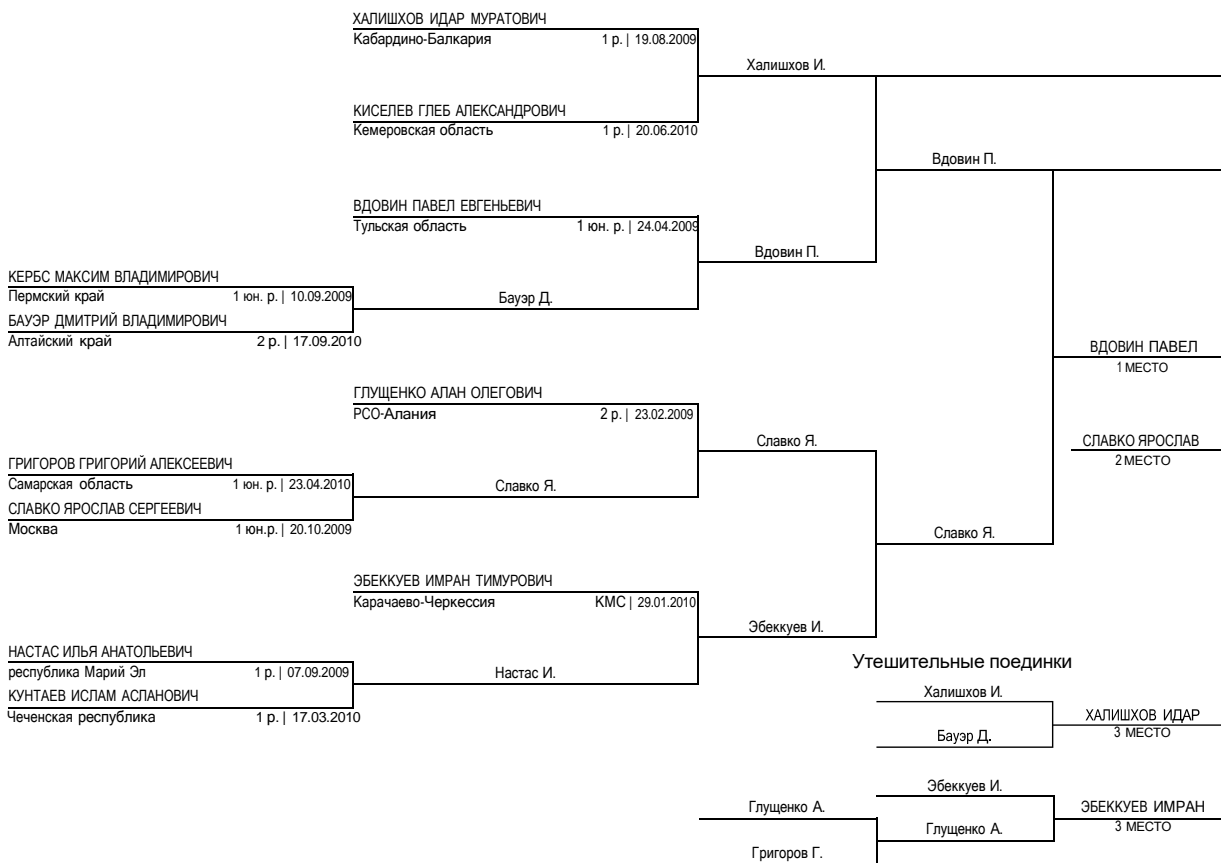 ХАЛИШХОВ ИДАР МУРАТОВИЧ
Кабардино-Балкария 1 р. | 19.08.2009
Халишхов И.
КИСЕЛЕВ ГЛЕБ АЛЕКСАНДРОВИЧ
Кемеровская область 1 р. | 20.06.2010
Вдовин П.
ВДОВИН ПАВЕЛ ЕВГЕНЬЕВИЧ
Тульская область 1 юн. р. | 24.04.2009
Вдовин П.
КЕРБС МАКСИМ ВЛАДИМИРОВИЧ
Пермский край 1 юн. р. | 10.09.2009
Бауэр Д.
БАУЭР ДМИТРИЙ ВЛАДИМИРОВИЧ
Алтайский край 2 р. | 17.09.2010
ВДОВИН ПАВЕЛ
1 МЕСТО
ГЛУЩЕНКО АЛАН ОЛЕГОВИЧ
РСО-Алания 2 р. | 23.02.2009
Славко Я.
СЛАВКО ЯРОСЛАВ
2 МЕСТО
ГРИГОРОВ ГРИГОРИЙ АЛЕКСЕЕВИЧ
Самарская область 1 юн. р. | 23.04.2010
Славко Я.
СЛАВКО ЯРОСЛАВ СЕРГЕЕВИЧ
Москва 1 юн.р. | 20.10.2009
Славко Я.
ЭБЕККУЕВ ИМРАН ТИМУРОВИЧ
Карачаево-Черкессия КМС | 29.01.2010
Эбеккуев И.
НАСТАС ИЛЬЯ АНАТОЛЬЕВИЧ
республика Марий Эл 1 р. | 07.09.2009
Настас И.
КУНТАЕВ ИСЛАМ АСЛАНОВИЧ
Чеченская республика 1 р. | 17.03.2010
Утешительные поединки
Халишхов И.
ХАЛИШХОВ ИДАР
3 МЕСТО
Бауэр Д.
Эбеккуев И.
Глущенко А.
ЭБЕККУЕВ ИМРАН
3 МЕСТО
Глущенко А.
Григоров Г.